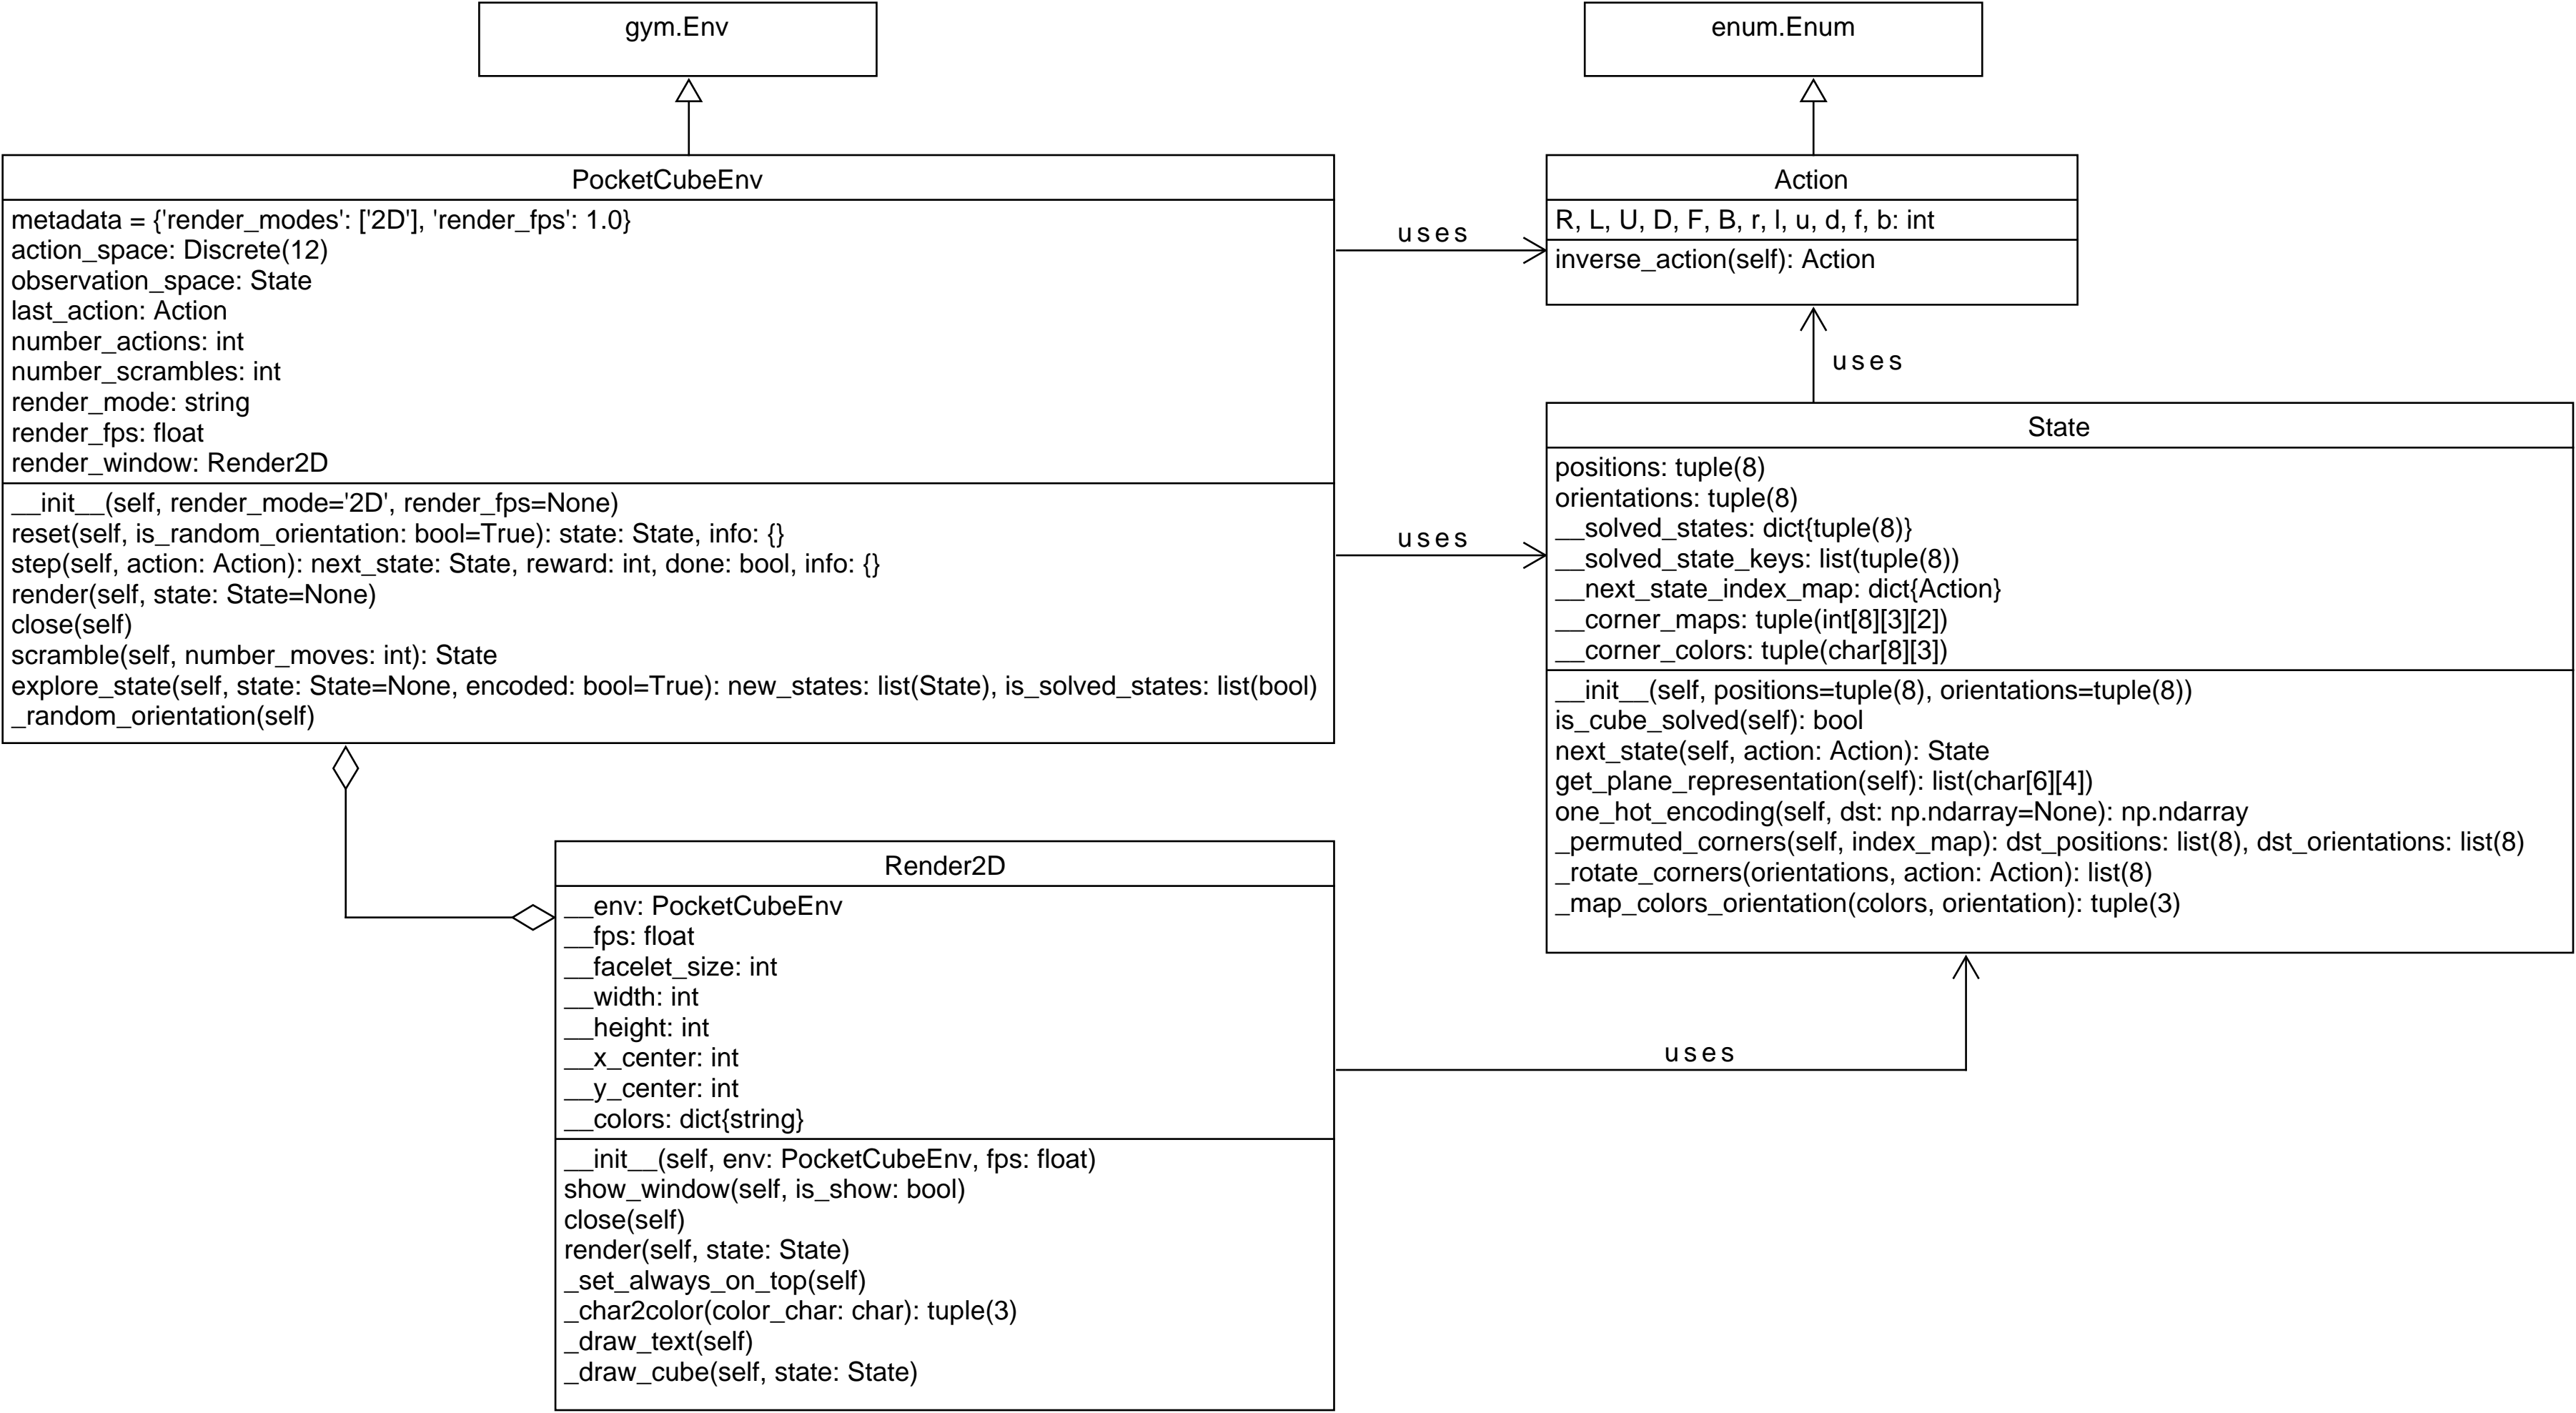 gym.Env
enum.Enum
PocketCubeEnv
metadata = {'render_modes': ['2D'], 'render_fps': 1.0}
action_space: Discrete(12)
observation_space: State
last_action: Action
number_actions: int
number_scrambles: int
render_mode: string
render_fps: float
render_window: Render2D
__init__(self, render_mode='2D', render_fps=None)
reset(self, is_random_orientation: bool=True): state: State, info: {}
step(self, action: Action): next_state: State, reward: int, done: bool, info: {}
render(self, state: State=None)
close(self)
scramble(self, number_moves: int): State
explore_state(self, state: State=None, encoded: bool=True): new_states: list(State), is_solved_states: list(bool)
_random_orientation(self)
uses
uses
Action
R, L, U, D, F, B, r, l, u, d, f, b: int
inverse_action(self): Action
uses
State
positions: tuple(8)
orientations: tuple(8)
__solved_states: dict{tuple(8)}
__solved_state_keys: list(tuple(8))
__next_state_index_map: dict{Action}
__corner_maps: tuple(int[8][3][2])
__corner_colors: tuple(char[8][3])
__init__(self, positions=tuple(8), orientations=tuple(8))
is_cube_solved(self): bool
next_state(self, action: Action): State
get_plane_representation(self): list(char[6][4])
one_hot_encoding(self, dst: np.ndarray=None): np.ndarray
_permuted_corners(self, index_map): dst_positions: list(8), dst_orientations: list(8)
_rotate_corners(orientations, action: Action): list(8)
_map_colors_orientation(colors, orientation): tuple(3)
Render2D
__env: PocketCubeEnv
__fps: float
__facelet_size: int
__width: int
__height: int
__x_center: int
__y_center: int
__colors: dict{string}
__init__(self, env: PocketCubeEnv, fps: float)
show_window(self, is_show: bool)
close(self)
render(self, state: State)
_set_always_on_top(self)
_char2color(color_char: char): tuple(3)
_draw_text(self)
_draw_cube(self, state: State)
uses